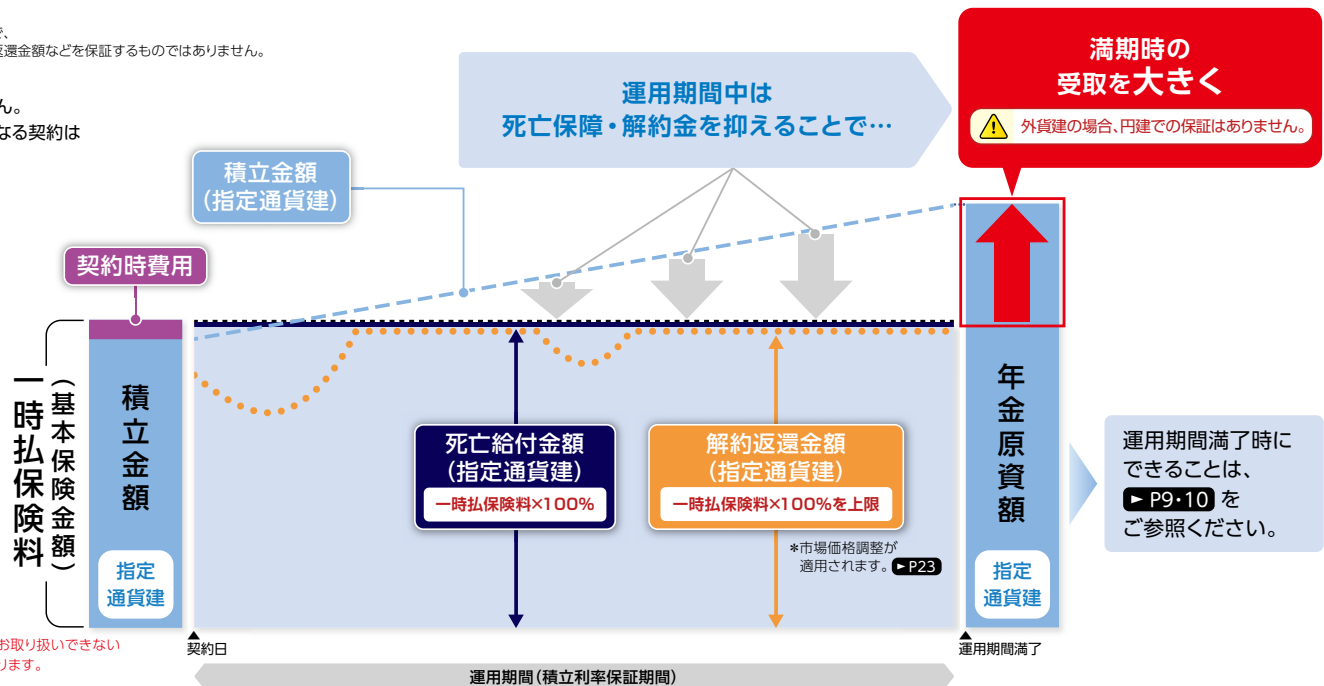 で、
返還金額などを保証するものではありません。
ん。
なる契約は
運用期間中は
死亡保障・解約金を抑えることで…
満期時の
受取を大きく
外貨建の場合、円建での保証はありません。
積立金額
(指定通貨建)
契約時費用
一時払保険料
(基本保険金額)
積立金額
指定
通貨建
死亡給付金額
(指定通貨建)
一時払保険料×100%
解約返還金額
(指定通貨建)
一時払保険料×100%を上限
*市場価格調整が
適用されます。►P23
年金原資額
指定
通貨建
運用期間満了時に
できることは、
►P9・10 を
ご参照ください。
お取り扱いできない
ります。
▲
契約日
▲
運用期間満了
運用期間(積立利率保証期間)